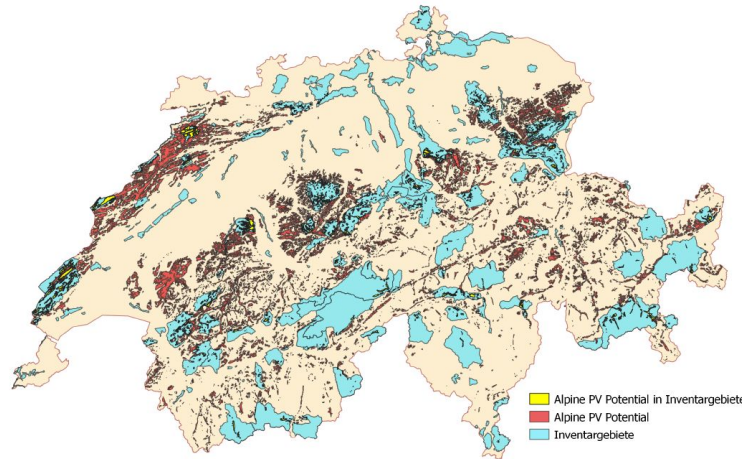 Alpine PV Potential in Inventargebiete
Alpine PV Potential
Inventargebiete